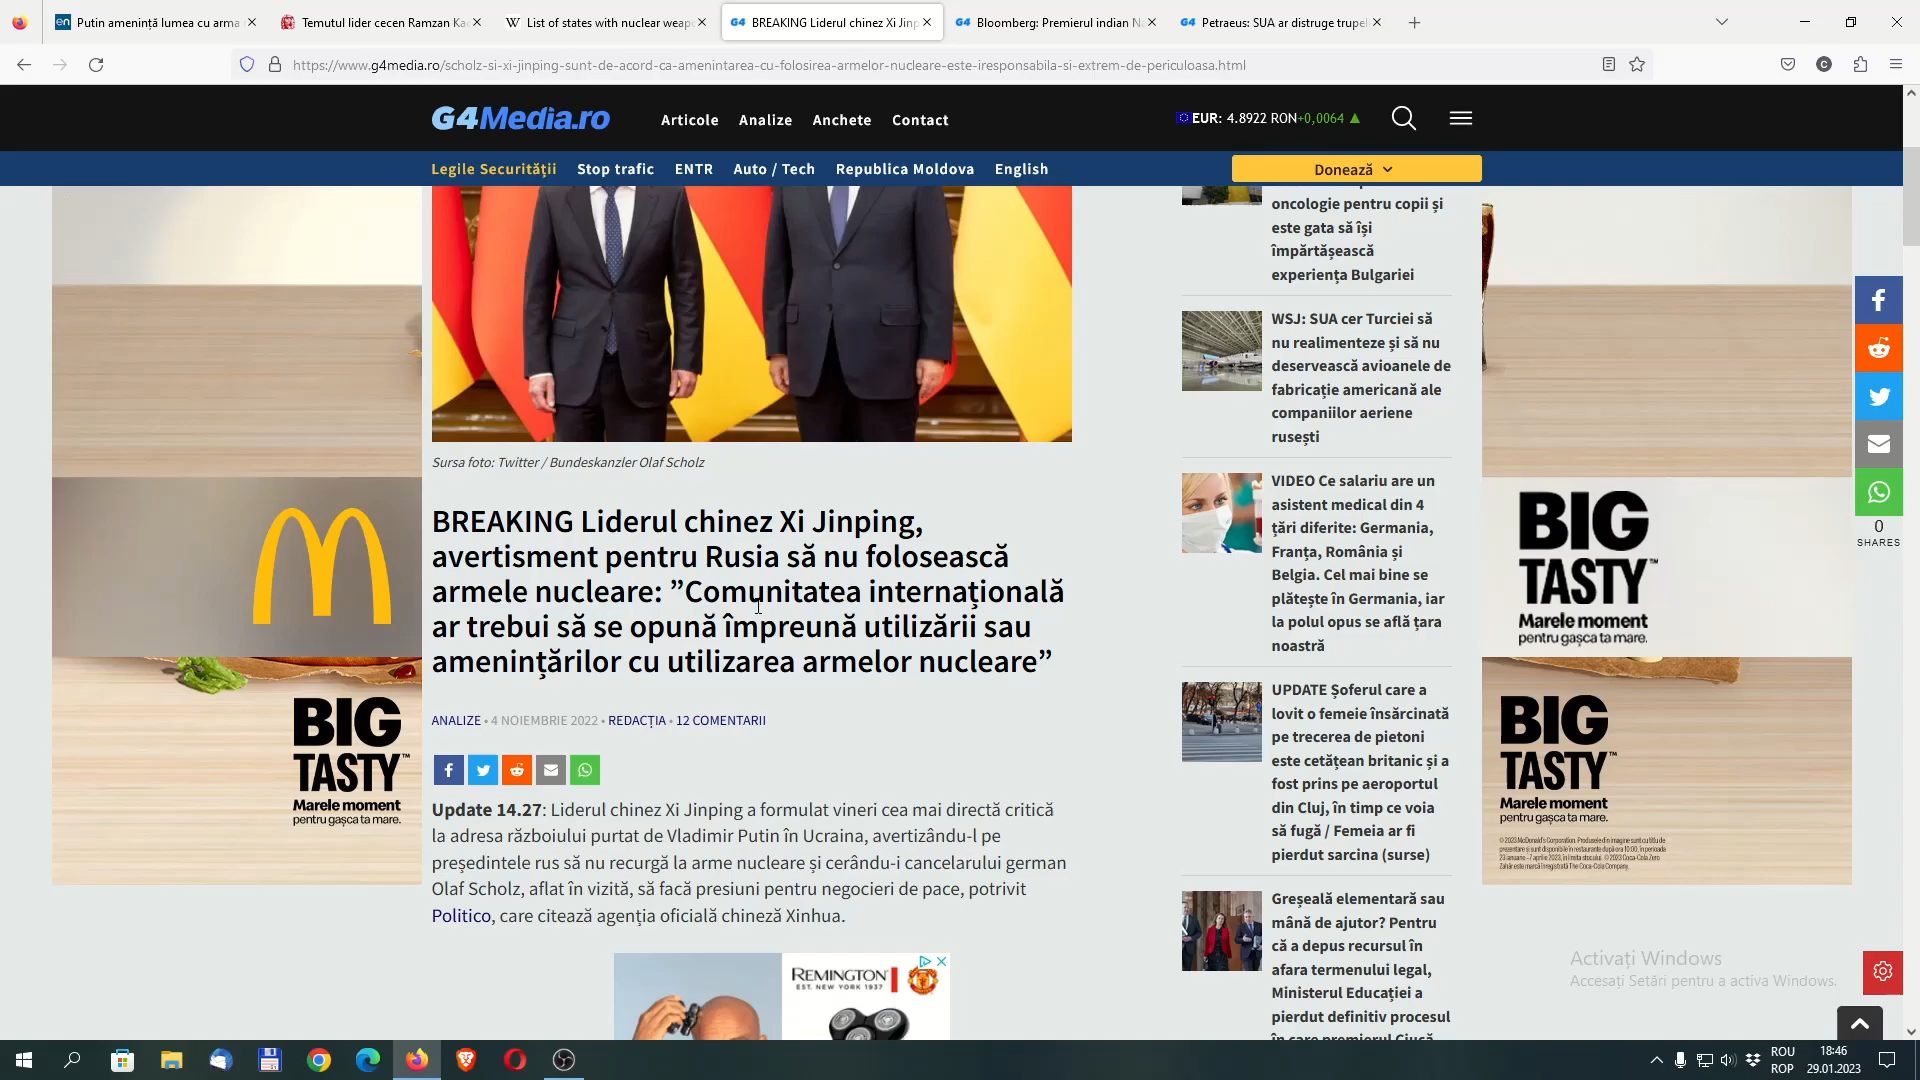 Putin amenință lumea cu arma
Temutul lider cecen Ramzan Ka
List of states with nuclear weap
BREAKING Liderul chinez Xi Jinp
Bloomberg: Premierul indian N
Petraeus: SUA ar distruge trupel
https://www.g4media.ro/scholz-si-xi-jinping-sunt-de-acord-ca-amenintarea-cu-folosirea-armelor-nucleare-este-iresponsabila-si-extrem-de-periculoasa.html
G4Media.ro
Articole Analize Anchete Contact
EUR: 4.8922 RON+0,0064 ▲
Legile Securității Stop trafic ENTR Auto / Tech Republica Moldova English
Donează
Sursa foto: Twitter / Bundeskanzler Olaf Scholz
BREAKING Liderul chinez Xi Jinping,
avertisment pentru Rusia să nu folosească
armele nucleare: ”Comunitatea internațională
ar trebui să se opună împreună utilizării sau
amenințărilor cu utilizarea armelor nucleare”
ANALIZE • 4 NOIEMBRIE 2022 • REDACȚIA • 12 COMENTARII
Update 14.27: Liderul chinez Xi Jinping a formulat vineri cea mai directă critică
la adresa războiului purtat de Vladimir Putin în Ucraina, avertizându-l pe
președintele rus să nu recurgă la arme nucleare și cerându-i cancelarului german
Olaf Scholz, aflat în vizită, să facă presiuni pentru negocieri de pace, potrivit
Politico, care citează agenția oficială chineză Xinhua.
REMINGTON
EST. NEW YORK 1937
oncologie pentru copii și
este gata să își
împărtășească
experiența Bulgariei
WSJ: SUA cer Turciei să
nu realimenteze și să nu
deservească avioanele de
fabricație americană ale
companiilor aeriene
rusești
VIDEO Ce salariu are un
asistent medical din 4
țări diferite: Germania,
Franța, România și
Belgia. Cel mai bine se
plătește în Germania, iar
la polul opus se află țara
noastră
UPDATE Șoferul care a
lovit o femeie însărcinată
pe trecerea de pietoni
este cetățean britanic și a
fost prins pe aeroportul
din Cluj, în timp ce voia
să fugă / Femeia ar fi
pierdut sarcina (surse)
Greșeală elementară sau
mână de ajutor? Pentru
că a depus recursul în
afara termenului legal,
Ministerul Educației a
pierdut definitiv procesul
în care premierul Ciucă
BIG
TASTY™
Marele moment
pentru gașca ta mare.
BIG
TASTY™
Marele moment
pentru gașca ta mare.
BIG
TASTY™
Marele moment
pentru gașca ta mare.
0
SHARES
Activați Windows
Accesați Setări pentru a activa Windows.
ROU
ROP
18:46
29.01.2023